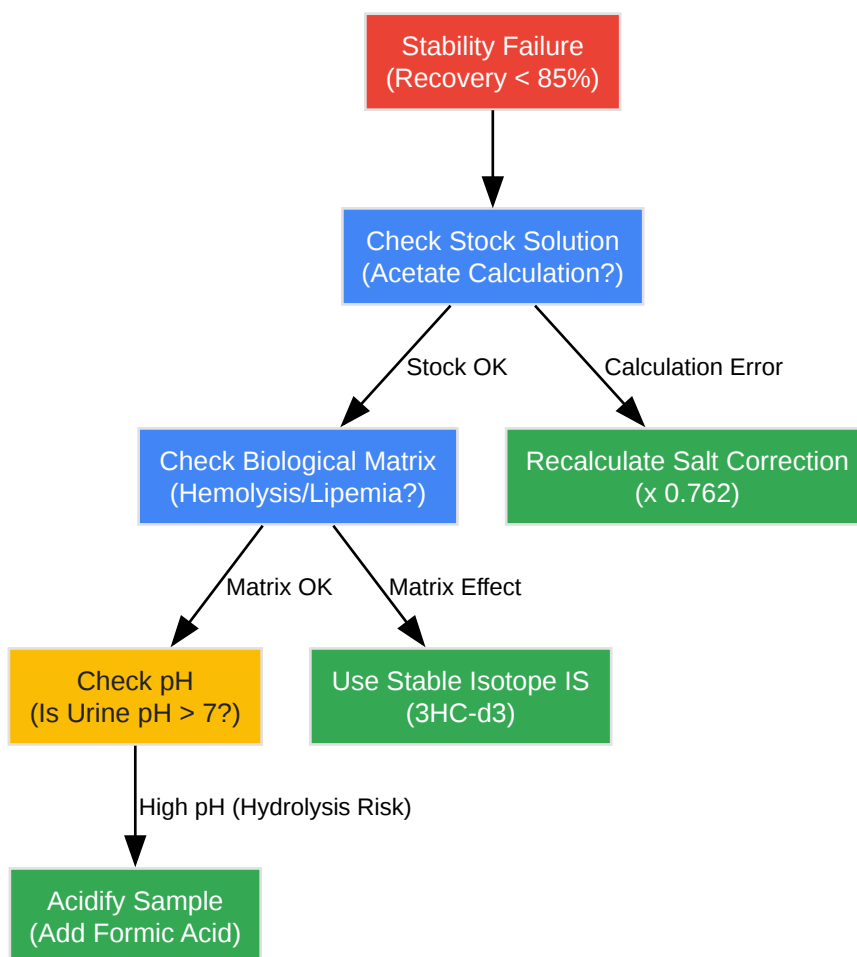 Stability Failure
(Recovery < 85%)
Check Stock Solution
(Acetate Calculation?)
Stock OK
Calculation Error
Check Biological Matrix
(Hemolysis/Lipemia?)
Recalculate Salt Correction
(x 0.762)
Matrix OK
Matrix Effect
Check pH
(Is Urine pH > 7?)
Use Stable Isotope IS
(3HC-d3)
High pH (Hydrolysis Risk)
Acidify Sample
(Add Formic Acid)